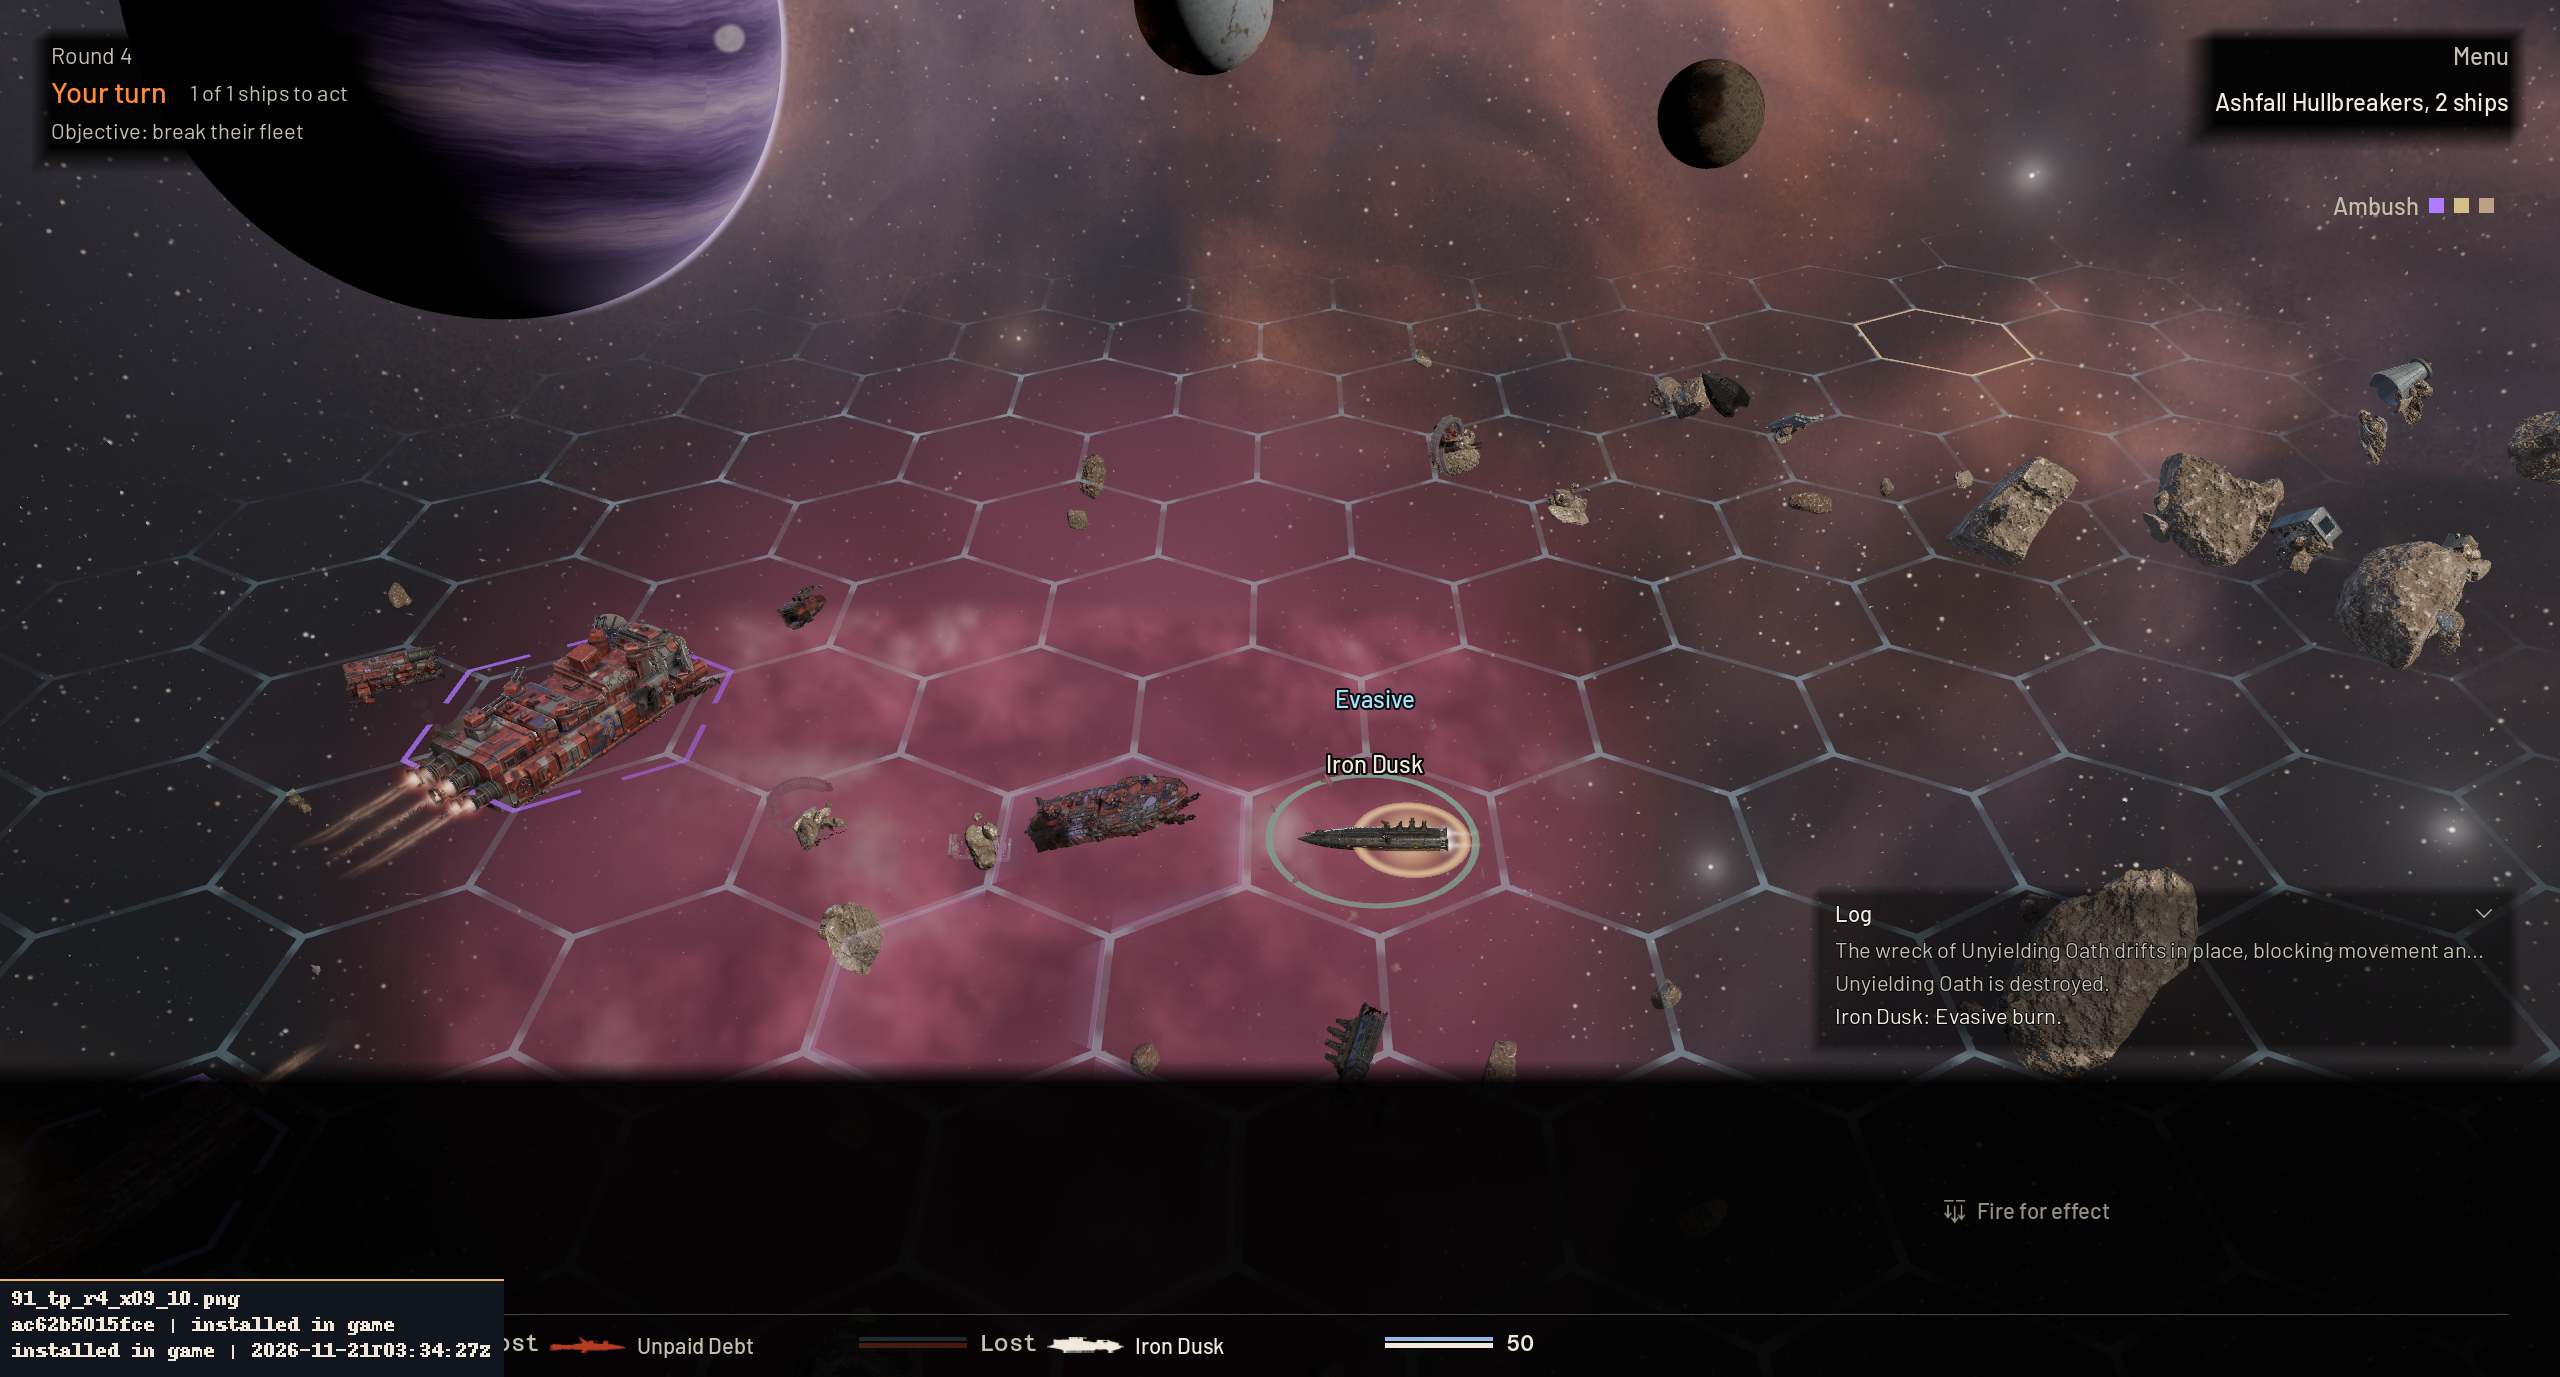 Round 4
Your turn 1 of 1 ships to act
Objective: break their fleet
Menu
Ashfall Hullbreakers, 2 ships
Ambush
Evasive
Iron Dusk
Log
The wreck of Unyielding Oath drifts in place, blocking movement an...
Unyielding Oath is destroyed.
Iron Dusk: Evasive burn.
Fire for effect
91_tp_r4_x09_10.png
ac62b5015fce | installed in game
installed in game | 2026-11-21T03:34:27Z
ost Unpaid Debt Lost Iron Dusk 50